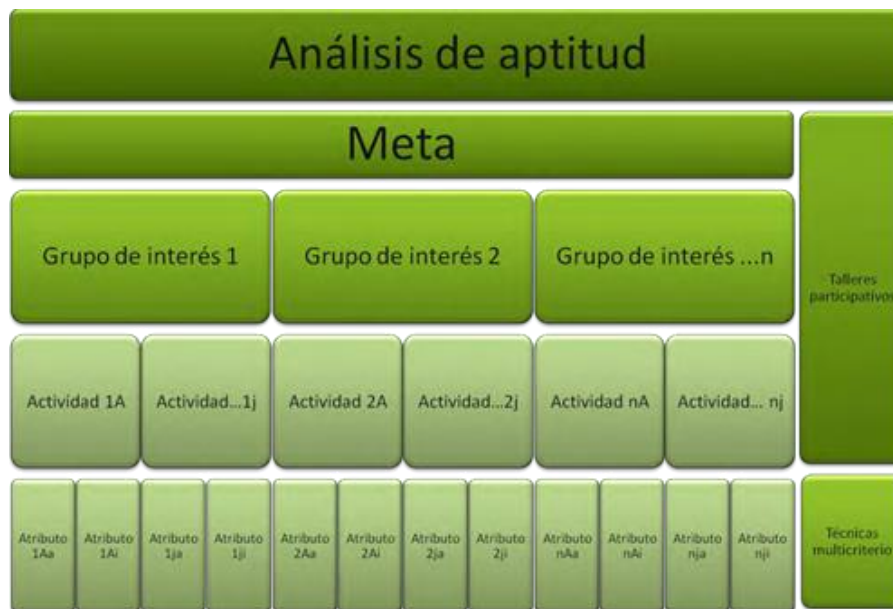 Análisis de aptitud
Meta
Grupo de interés 1
Grupo de interés 2
Grupo de interés ...n
Talleres
participativos
Actividad 1A
Actividad...1j
Actividad 2A
Actividad...2j
Actividad nA
Actividad... nj
Atributo
1Aa
Atributo
1Ai
Atributo
1ja
Atributo
1ji
Atributo
2Aa
Atributo
2Ai
Atributo
2ja
Atributo
2ji
Atributo
nAa
Atributo
nAi
Atributo
nja
Atributo
nji
Técnicas
multicriterio